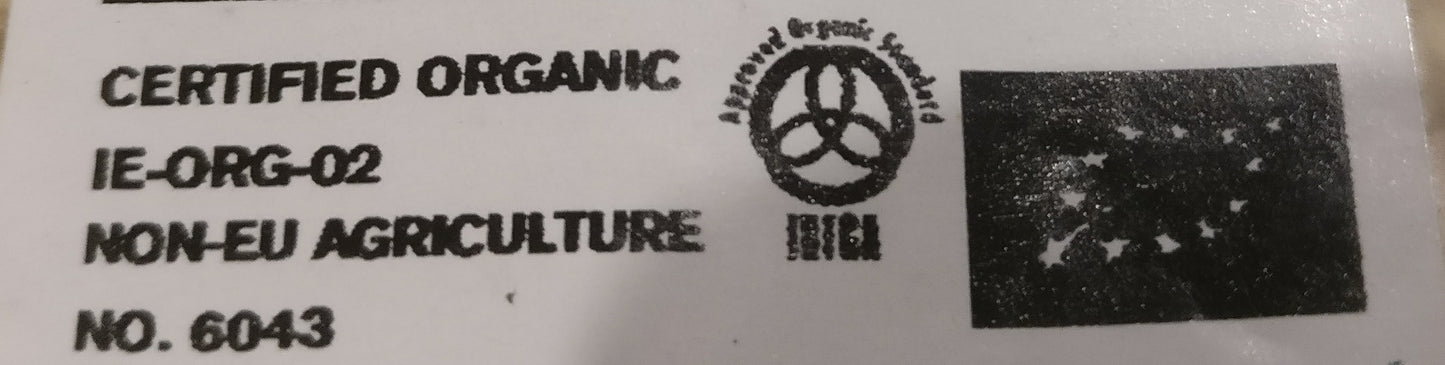 CERTIFIED ORGANIC
IE-ORG-02
NON-EU AGRICULTURE
NO. 6043
Approved Organic Standard